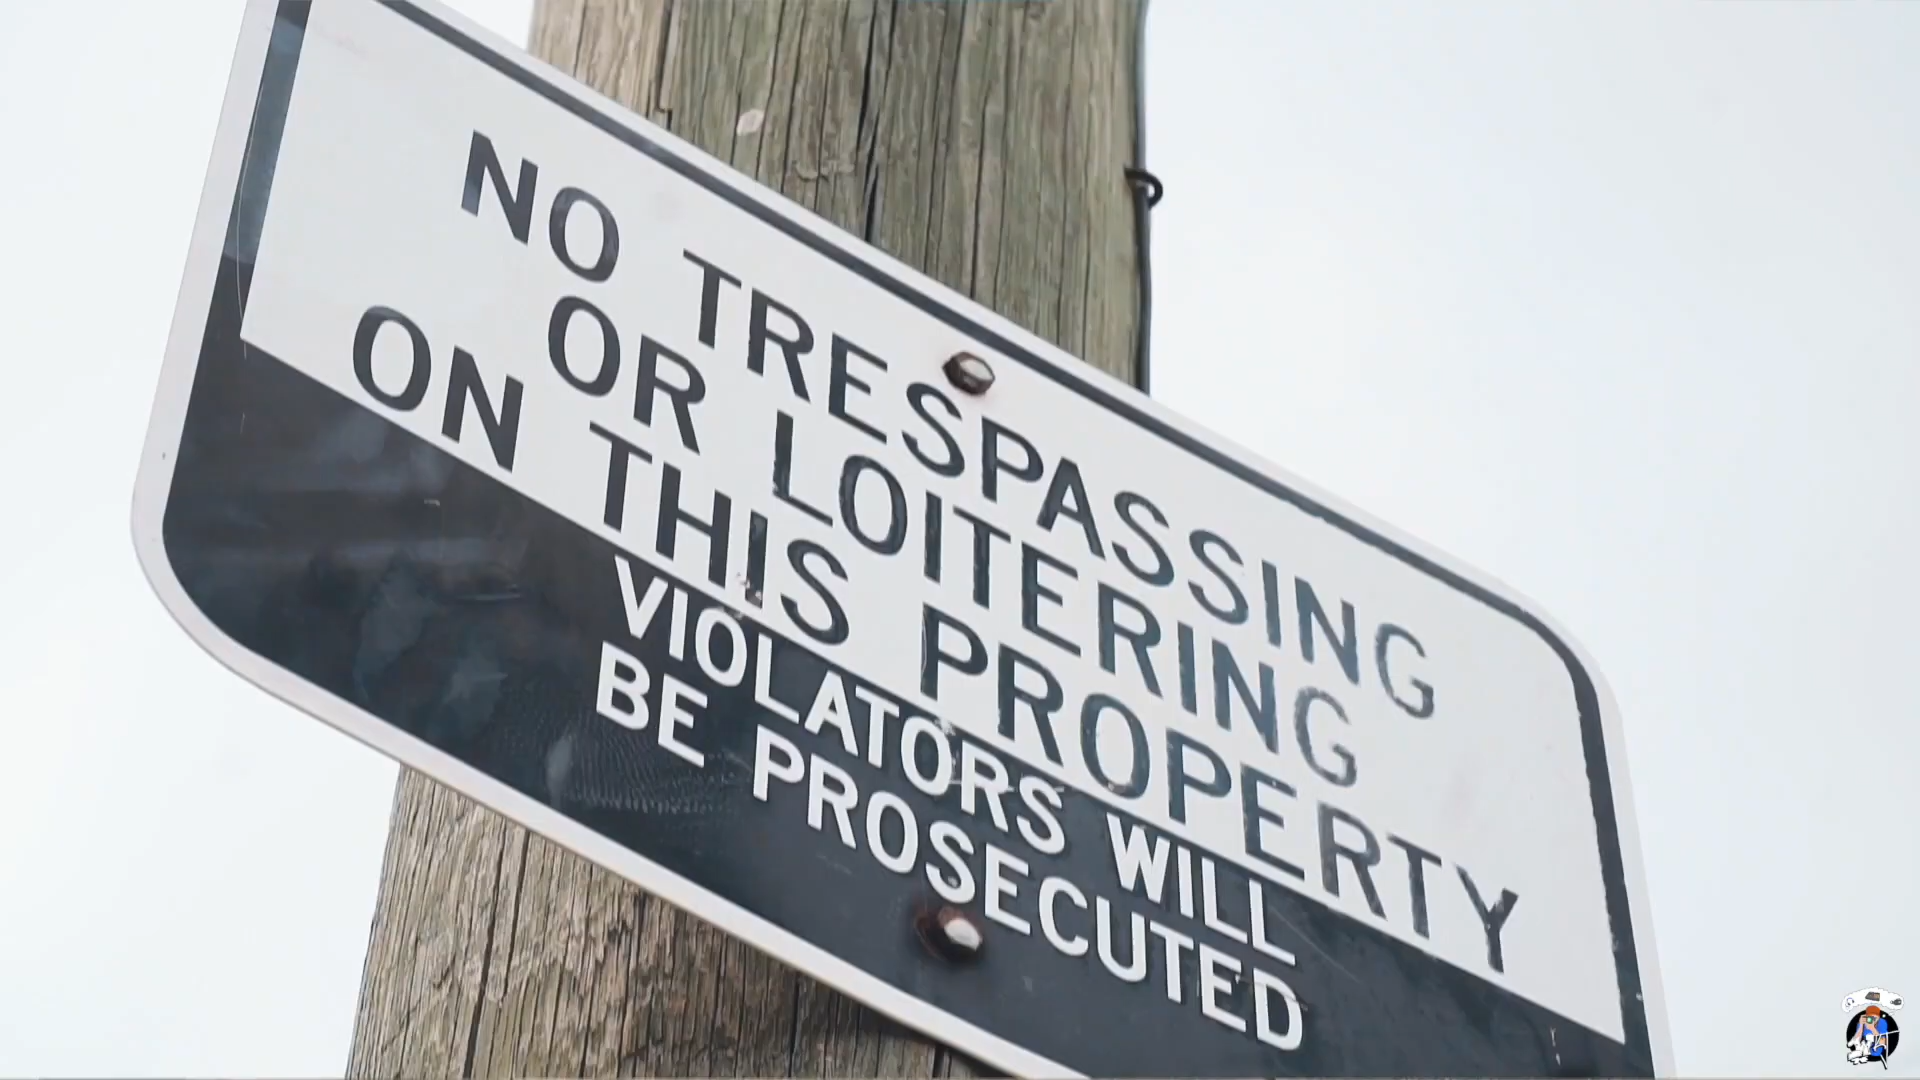 NO TRESPASSING
OR LOITERING
ON THIS PROPERTY
VIOLATORS WILL
BE PROSECUTED